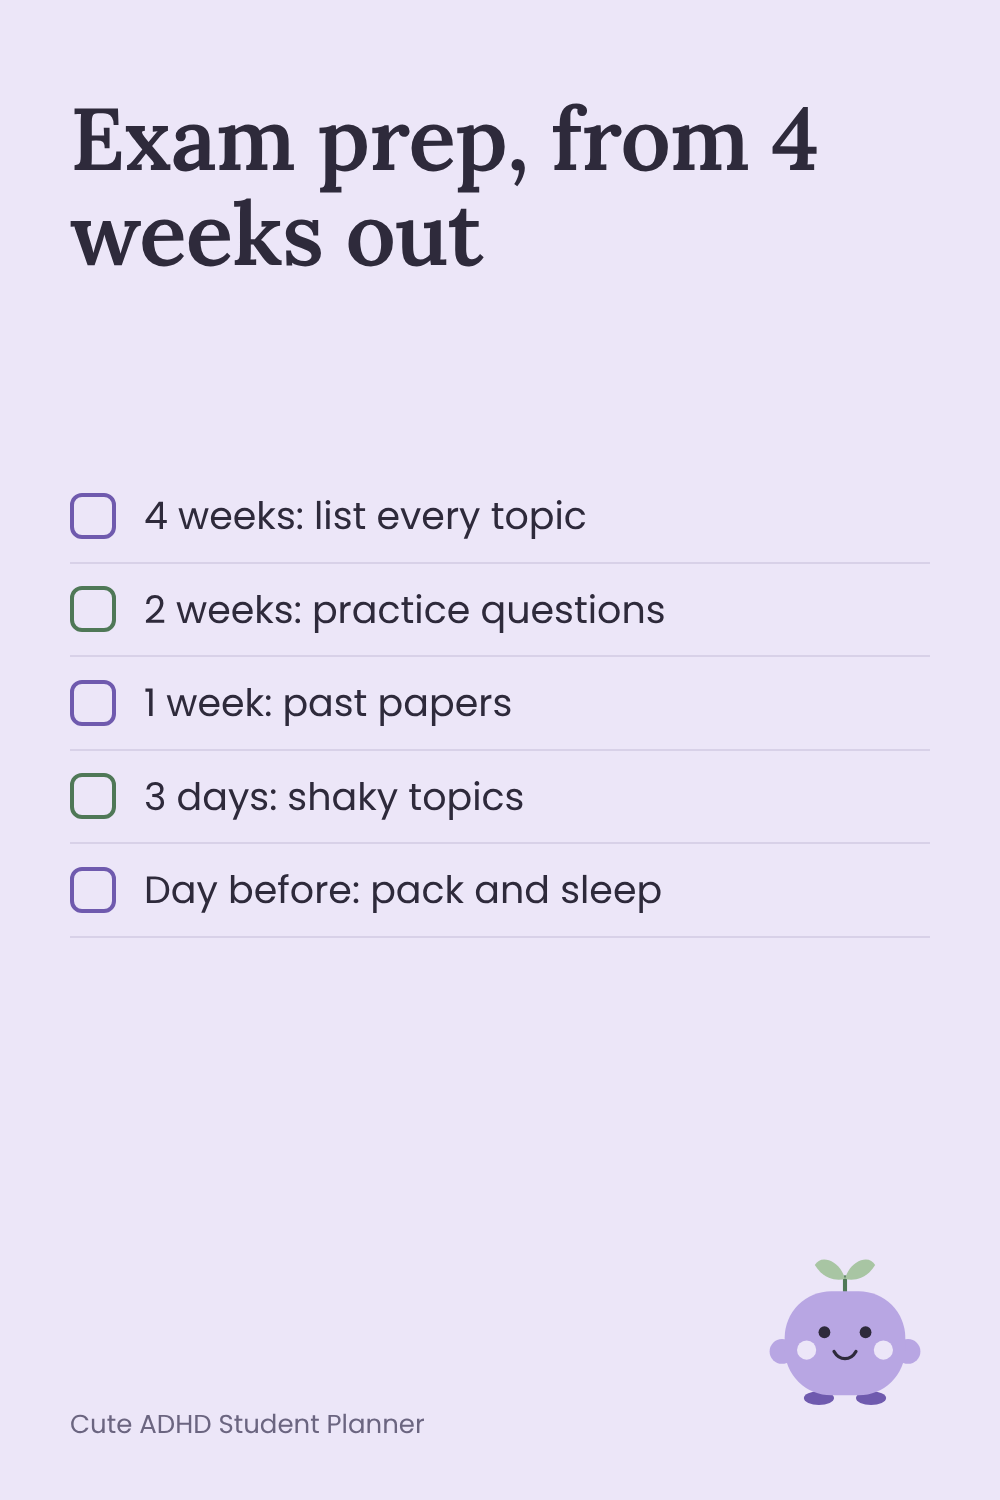 Exam prep, from 4
weeks out
4 weeks: list every topic
2 weeks: practice questions
1 week: past papers
3 days: shaky topics
Day before: pack and sleep
Cute ADHD Student Planner